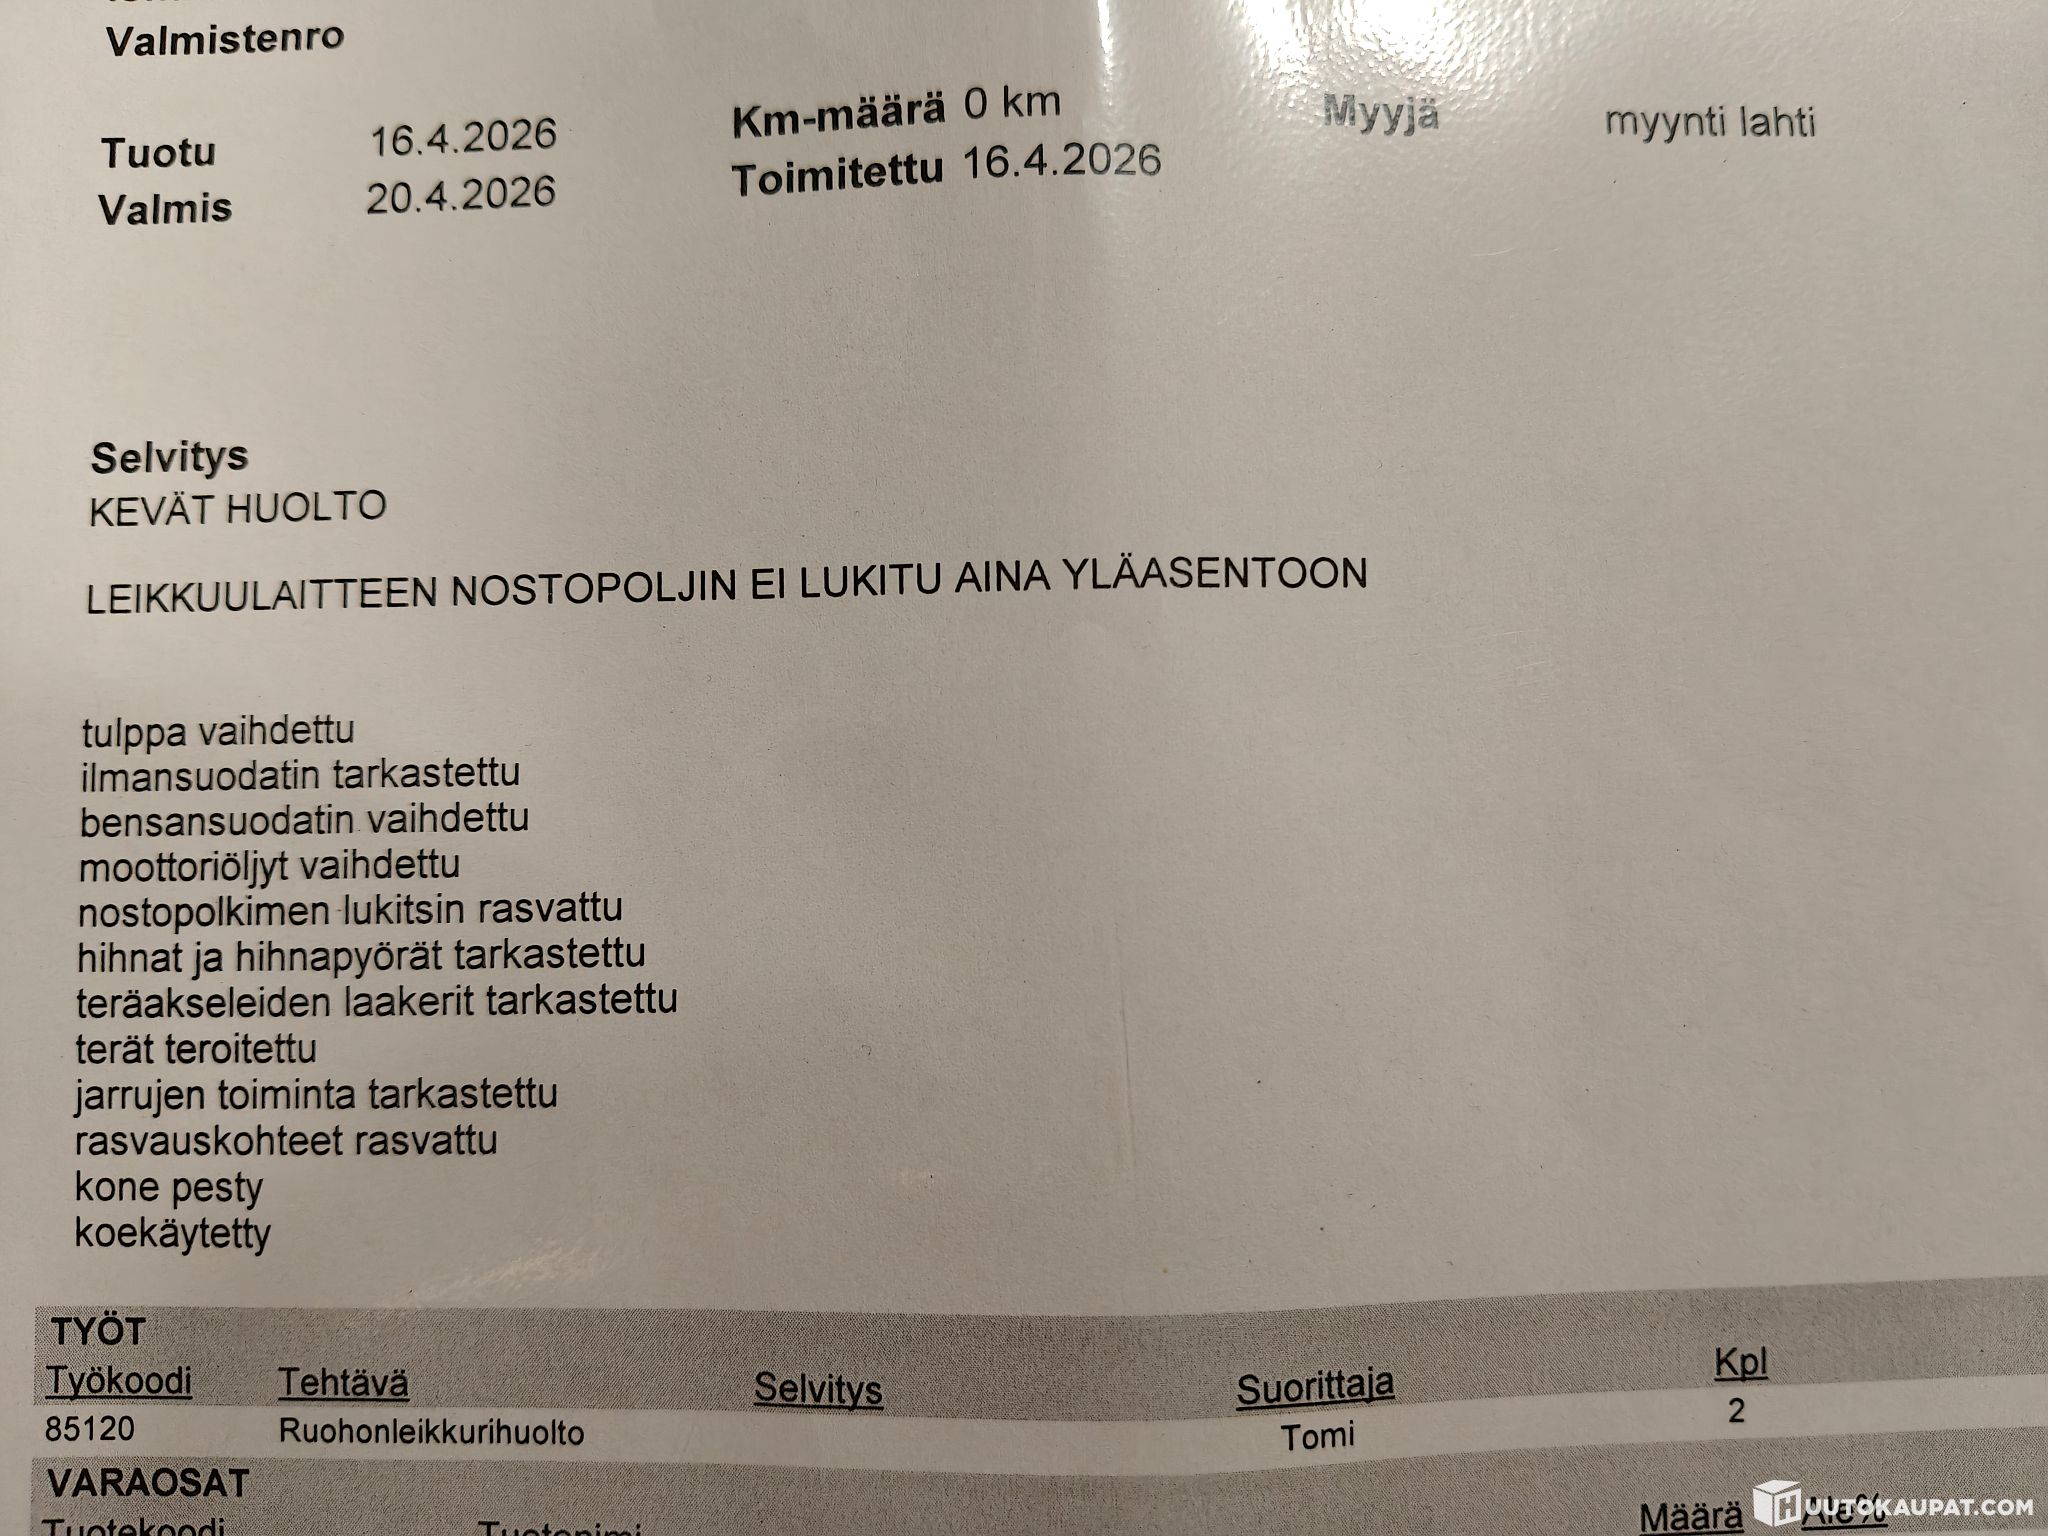 Valmistenro
Tuotu 16.4.2026 Km-määrä 0 km Myyjä myynti lahti
Valmis 20.4.2026 Toimitettu 16.4.2026
Selvitys
KEVÄT HUOLTO
LEIKKUULAITTEEN NOSTOPOLJIN EI LUKITU AINA YLÄASENTOON
tulppa vaihdettu
ilmansuodatin tarkastettu
bensansuodatin vaihdettu
moottoriöljyt vaihdettu
nostopolkimen lukitsin rasvattu
hihnat ja hihnapyörät tarkastettu
teräakseleiden laakerit tarkastettu
terät teroitettu
jarrujen toiminta tarkastettu
rasvauskohteet rasvattu
kone pesty
koekäytetty
TYÖT
Työkoodi Tehtävä Selvitys Suorittaja Kpl
85120 Ruohonleikkurihuolto Tomi 2
VARAOSAT
Tuotekoodi Tuotenimi Määrä Ale%
HUUTOKAUPAT.COM